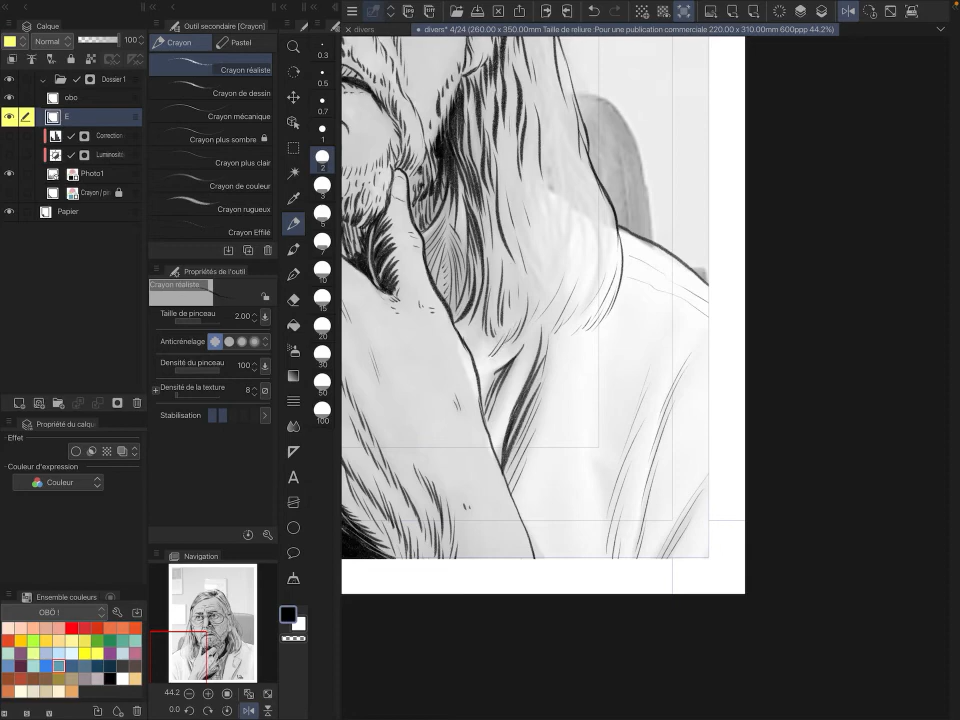 divers
divers* 4/24 (260.00 x 350.00mm Taille de reliure :Pour une publication commerciale 220.00 x 310.00mm 600ppp 44.2%)
Calque
Normal
100
Dossier 1
obo
E
Correction
Luminosité
Photo1
Crayon / pi
Papier
Propriété du calqu
Effet
Couleur d'expression
Couleur
Ensemble couleurs
OBÖ !
Outil secondaire [Crayon]
Crayon
Pastel
Crayon réaliste
Crayon de dessin
Crayon mécanique
Crayon plus sombre
Crayon plus clair
Crayon de couleur
Crayon rugueux
Crayon Effilé
Propriétés de l'outil
Crayon réaliste
Taille de pinceau
2.00
Anticrénelage
Densité du pinceau
100
Densité de la texture
8
Stabilisation
Navigation
44.2
0.0
0.3
0.5
0.7
1
2
3
5
7
10
15
20
30
50
100